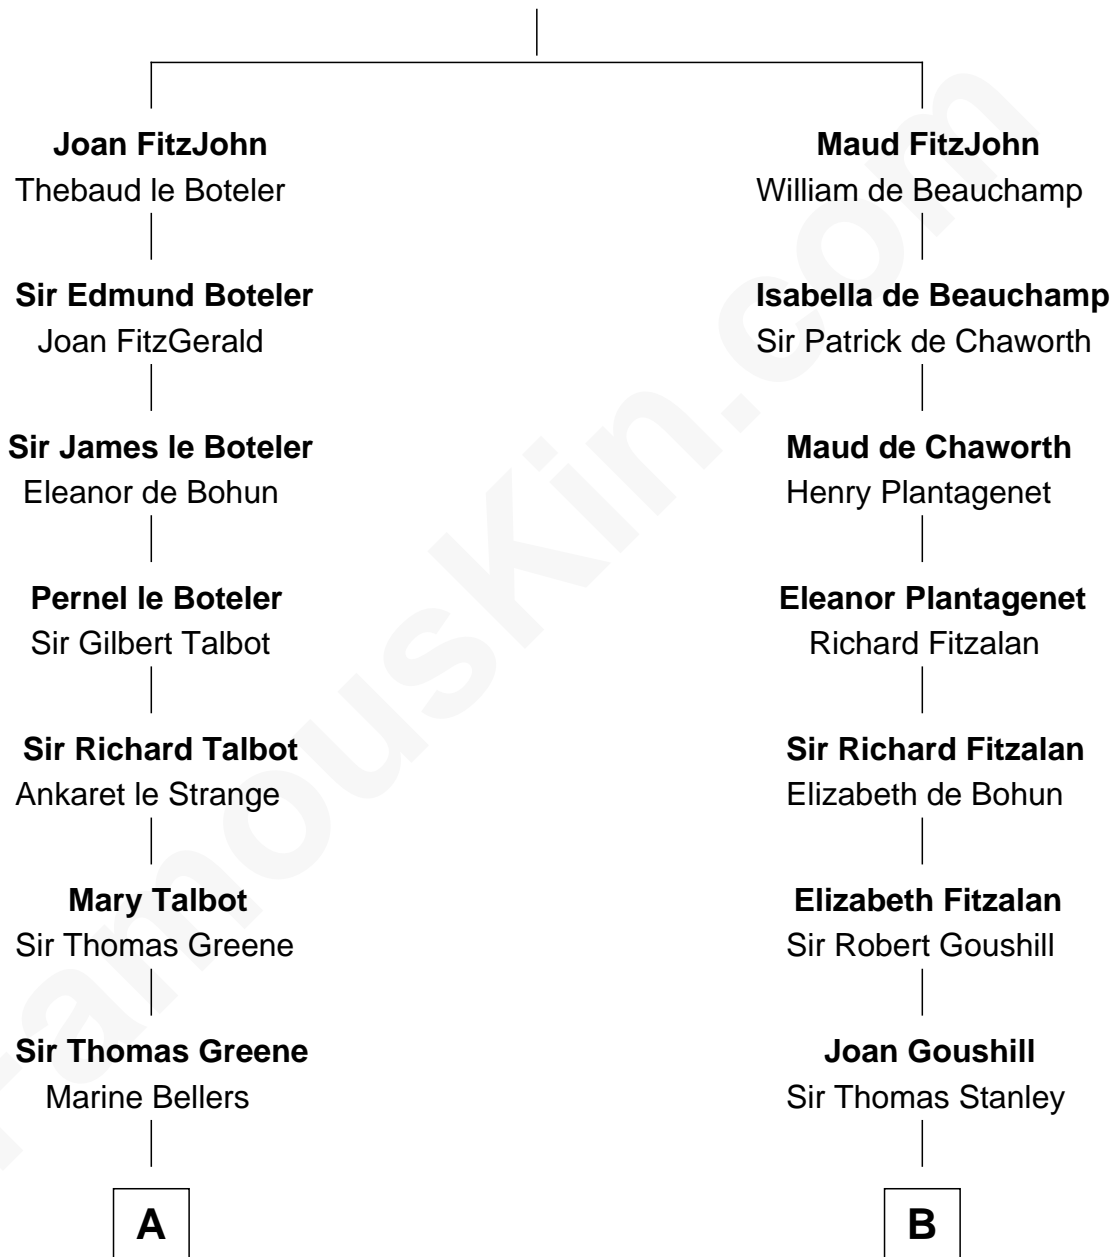 Joan FitzJohn
Thebaud le Boteler
Sir Edmund Boteler
Joan FitzGerald
Sir James le Boteler
Eleanor de Bohun
Pernel le Boteler
Sir Gilbert Talbot
Sir Richard Talbot
Ankaret le Strange
Mary Talbot
Sir Thomas Greene
Sir Thomas Greene
Marine Bellers
A
Maud FitzJohn
William de Beauchamp
Isabella de Beauchamp
Sir Patrick de Chaworth
Maud de Chaworth
Henry Plantagenet
Eleanor Plantagenet
Richard Fitzalan
Sir Richard Fitzalan
Elizabeth de Bohun
Elizabeth Fitzalan
Sir Robert Goushill
Joan Goushill
Sir Thomas Stanley
B
FamousKin.com